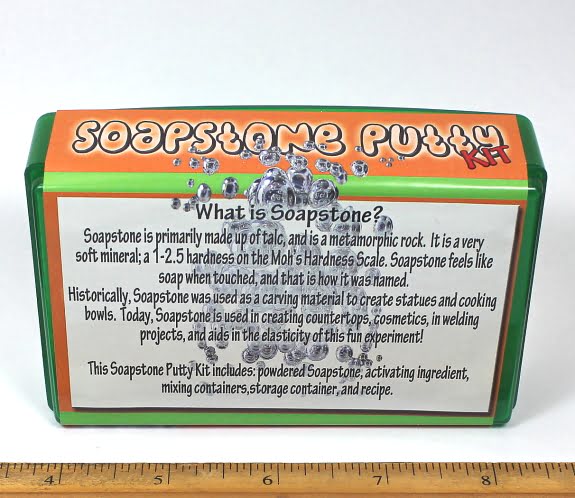 SOAPSTONE PUTTY
KIT
What is Soapstone?
Soapstone is primarily made up of talc, and is a metamorphic rock. It is a very
soft mineral; a 1-2.5 hardness on the Moh's Hardness Scale. Soapstone feels like
soap when touched, and that is how it was named.
Historically, Soapstone was used as a carving material to create statues and cooking
bowls. Today, Soapstone is used in creating countertops, cosmetics, in welding
projects, and aids in the elasticity of this fun experiment!
This Soapstone Putty Kit includes: powdered Soapstone, activating ingredient,
mixing containers,storage container, and recipe.
4 5 6 7 8